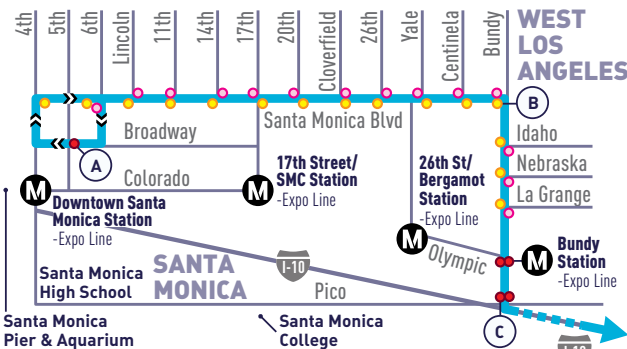 4th
5th
6th
Lincoln
11th
14th
17th
20th
Cloverfield
26th
Yale
Centinela
Bundy
WEST
LOS
ANGELES
B
Broadway
Santa Monica Blvd
Idaho
A
Nebraska
Colorado
17th Street/
SMC Station
-Expo Line
26th St/
Bergamot
Station
-Expo Line
La Grange
M
Downtown Santa
Monica Station
-Expo Line
M
M
Olympic
M
Bundy
Station
-Expo Line
Santa Monica
High School
SANTA
MONICA
I-10
Pico
Santa Monica
Pier & Aquarium
Santa Monica
College
C
I-10